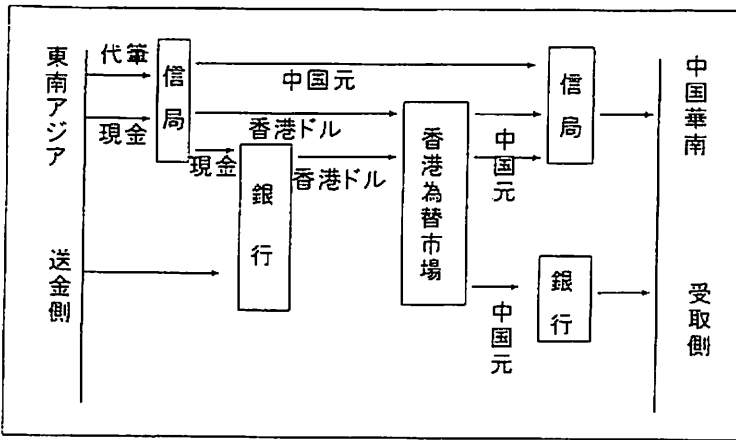 東南アジア
送金側
代筆
現金
信局
中国元
香港ドル
現金
銀行
香港ドル
香港為替市場
中国元
信局
中国元
銀行
中国華南
受取側